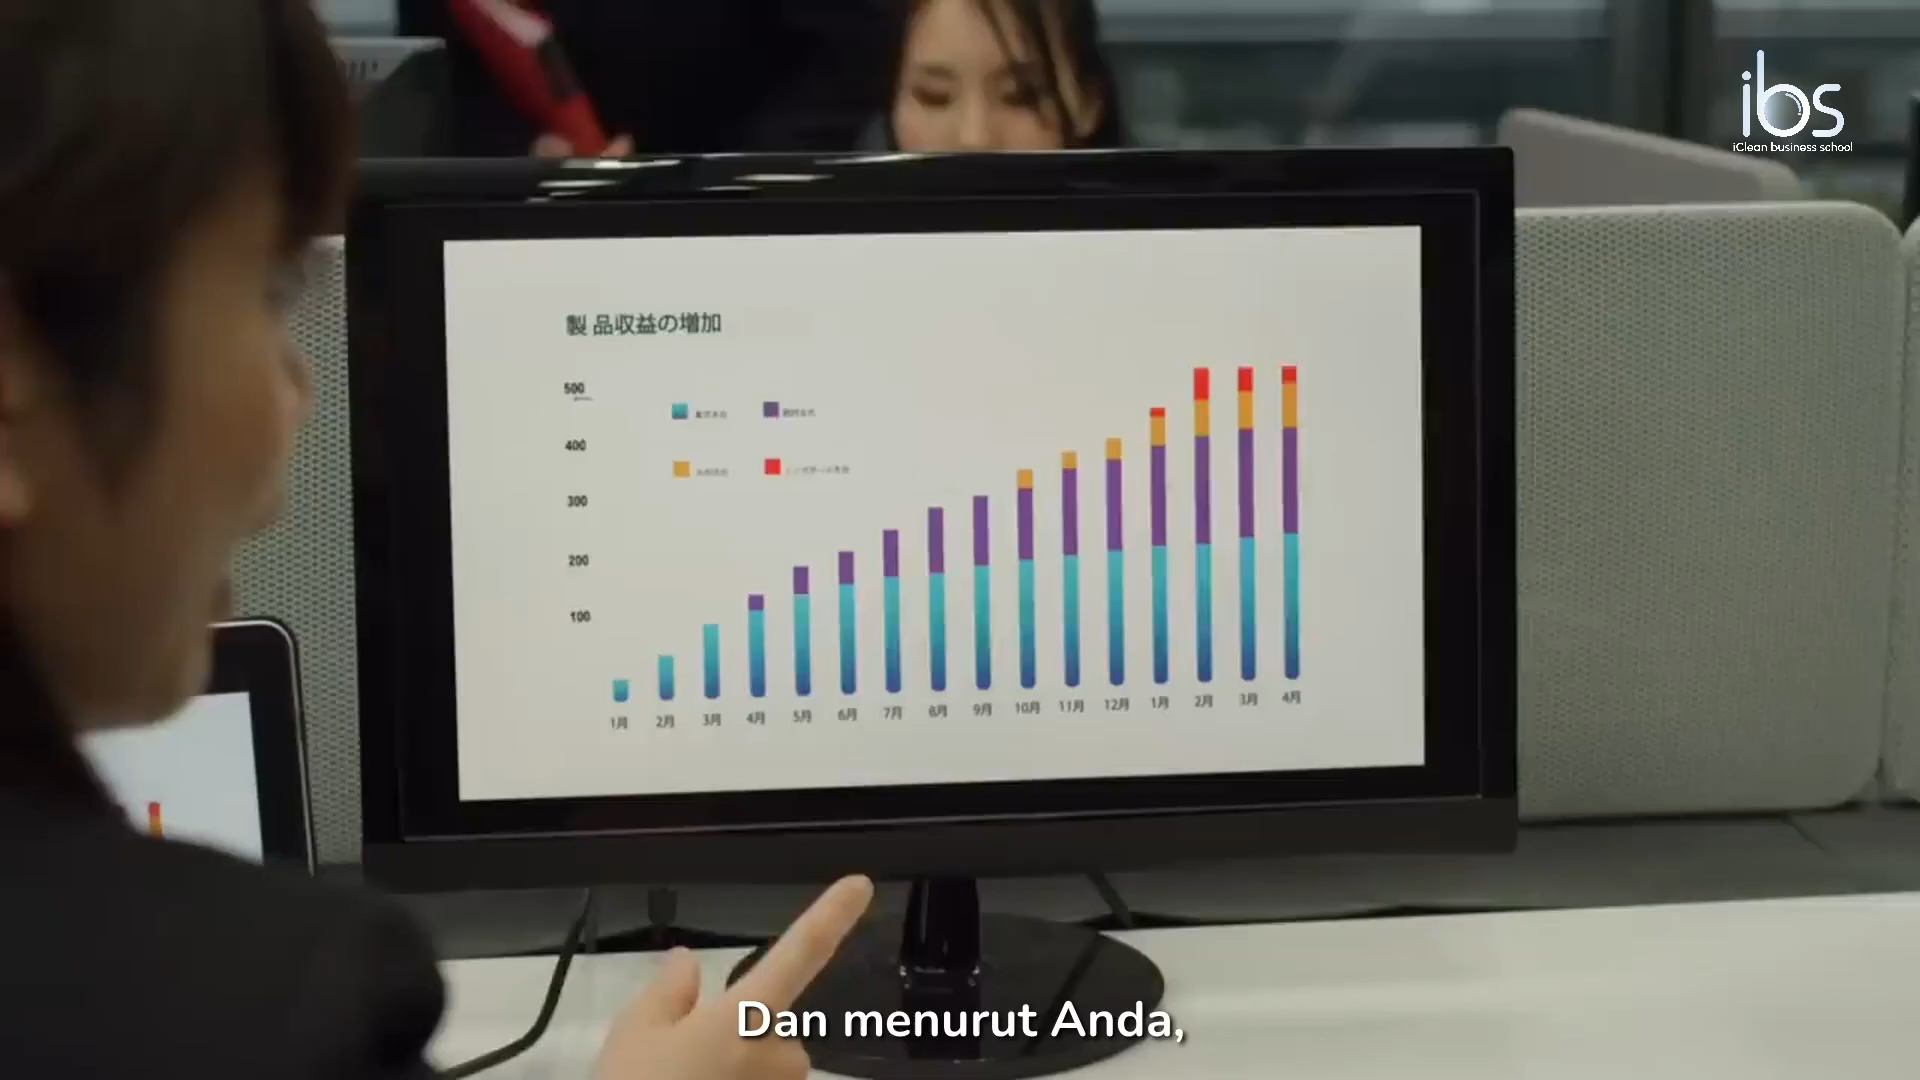 ibs
iClean business school
製品収益の増加
500
400
300
200
100
1月 2月 3月 4月 5月 6月 7月 8月 9月 10月 11月 12月 1月 2月 3月 4月
Dan menurut Anda,